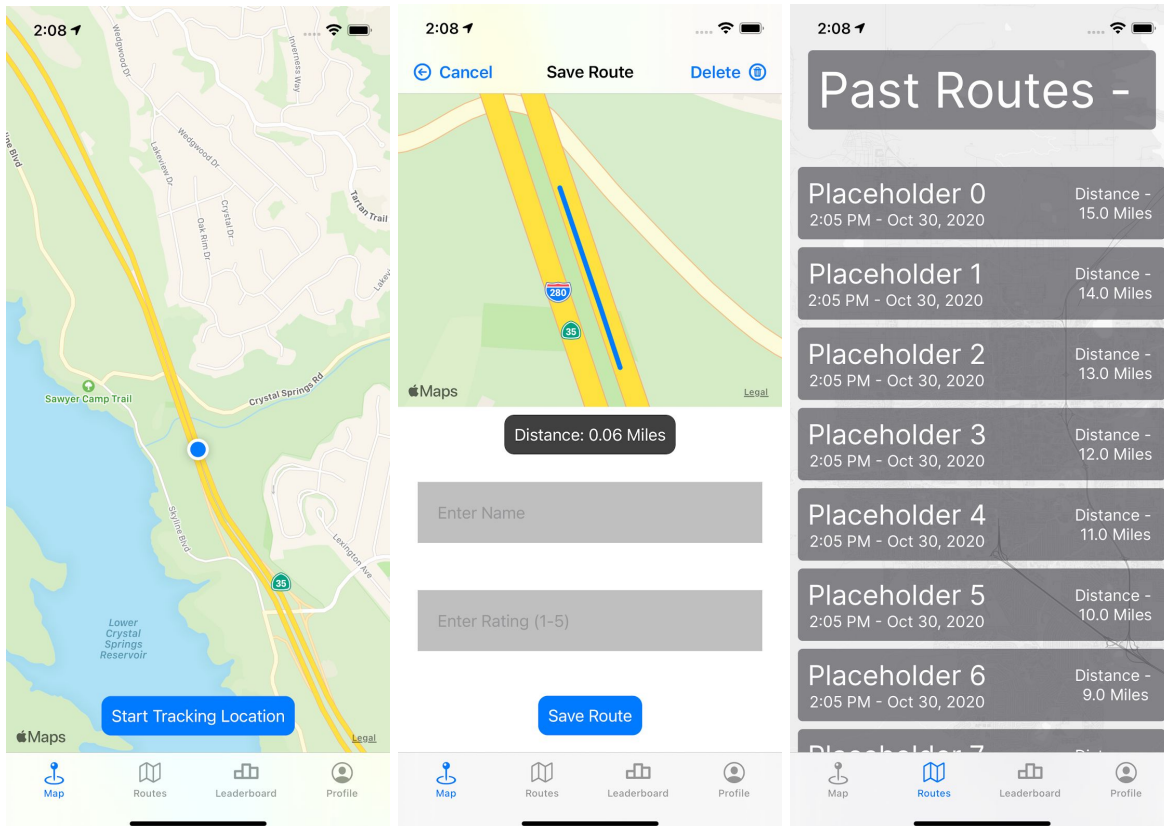 2:08
Wedgwood Dr
Inverness Way
Wedgwood Dr
Lakeview Dr
Tartan Trail
Crystal Dr
Oak Rim Dr
Sawyer Camp Trail
Crystal Springs Rd
Skyline Blvd
Lexington Ave
35
Lower
Crystal
Springs
Reservoir
Start Tracking Location
Maps
Legal
Map
Routes
Leaderboard
Profile
2:08
Cancel
Save Route
Delete
280
35
Maps
Legal
Distance: 0.06 Miles
Enter Name
Enter Rating (1-5)
Save Route
Map
Routes
Leaderboard
Profile
2:08
Past Routes -
Placeholder 0
2:05 PM - Oct 30, 2020
Distance -
15.0 Miles
Placeholder 1
2:05 PM - Oct 30, 2020
Distance -
14.0 Miles
Placeholder 2
2:05 PM - Oct 30, 2020
Distance -
13.0 Miles
Placeholder 3
2:05 PM - Oct 30, 2020
Distance -
12.0 Miles
Placeholder 4
2:05 PM - Oct 30, 2020
Distance -
11.0 Miles
Placeholder 5
2:05 PM - Oct 30, 2020
Distance -
10.0 Miles
Placeholder 6
2:05 PM - Oct 30, 2020
Distance -
9.0 Miles
Map
Routes
Leaderboard
Profile